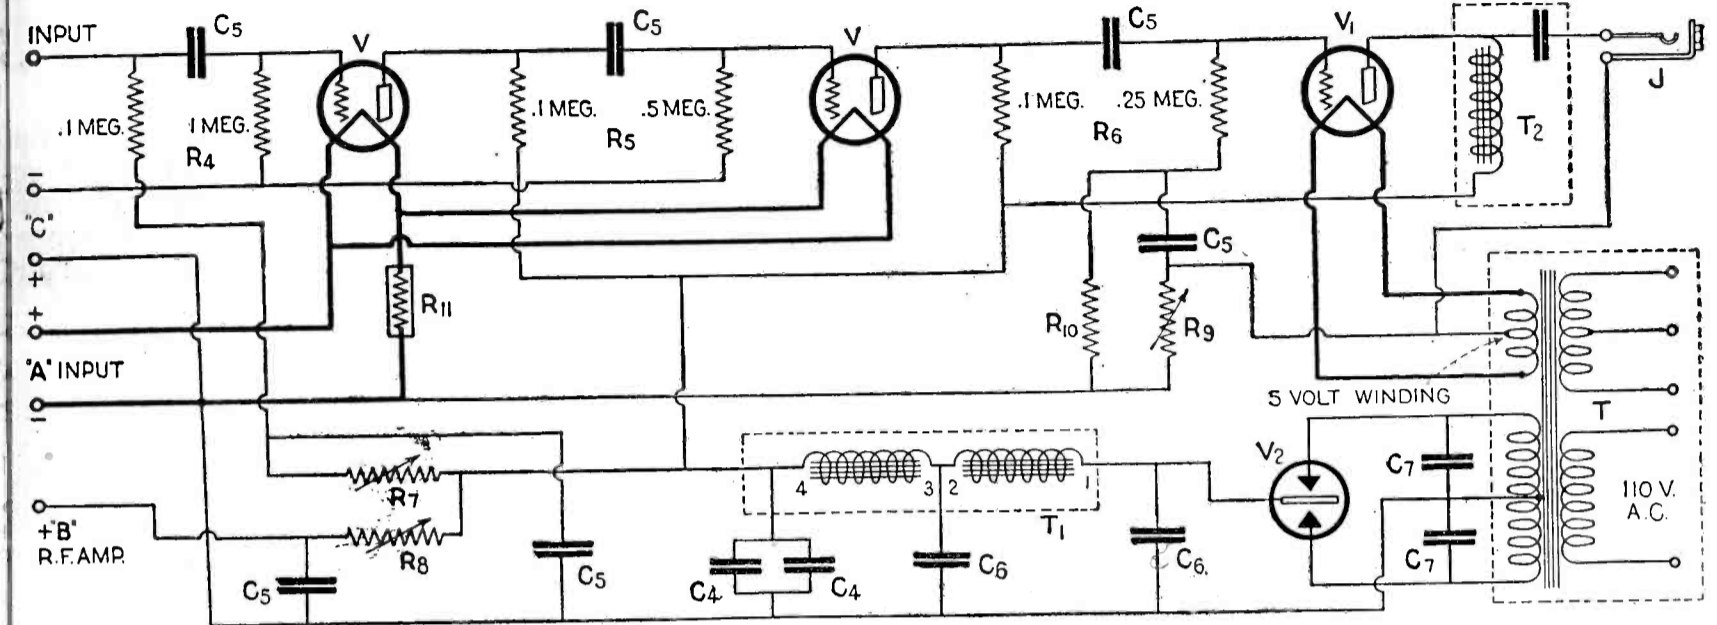 INPUT
C5
V
C5
V
C5
V1
J
.1 MEG.
.1 MEG.
R4
.1 MEG.
R5
.5 MEG.
.1 MEG.
R6
.25 MEG.
T2
−
"C"
+
+
"A" INPUT
−
R11
C5
R10
R9
5 VOLT WINDING
T
V2
C7
C7
110 V.
A.C.
+"B"
R.F. AMP.
R7
R8
4
3
2
1
T1
C5
C5
C4
C4
C6
C6.